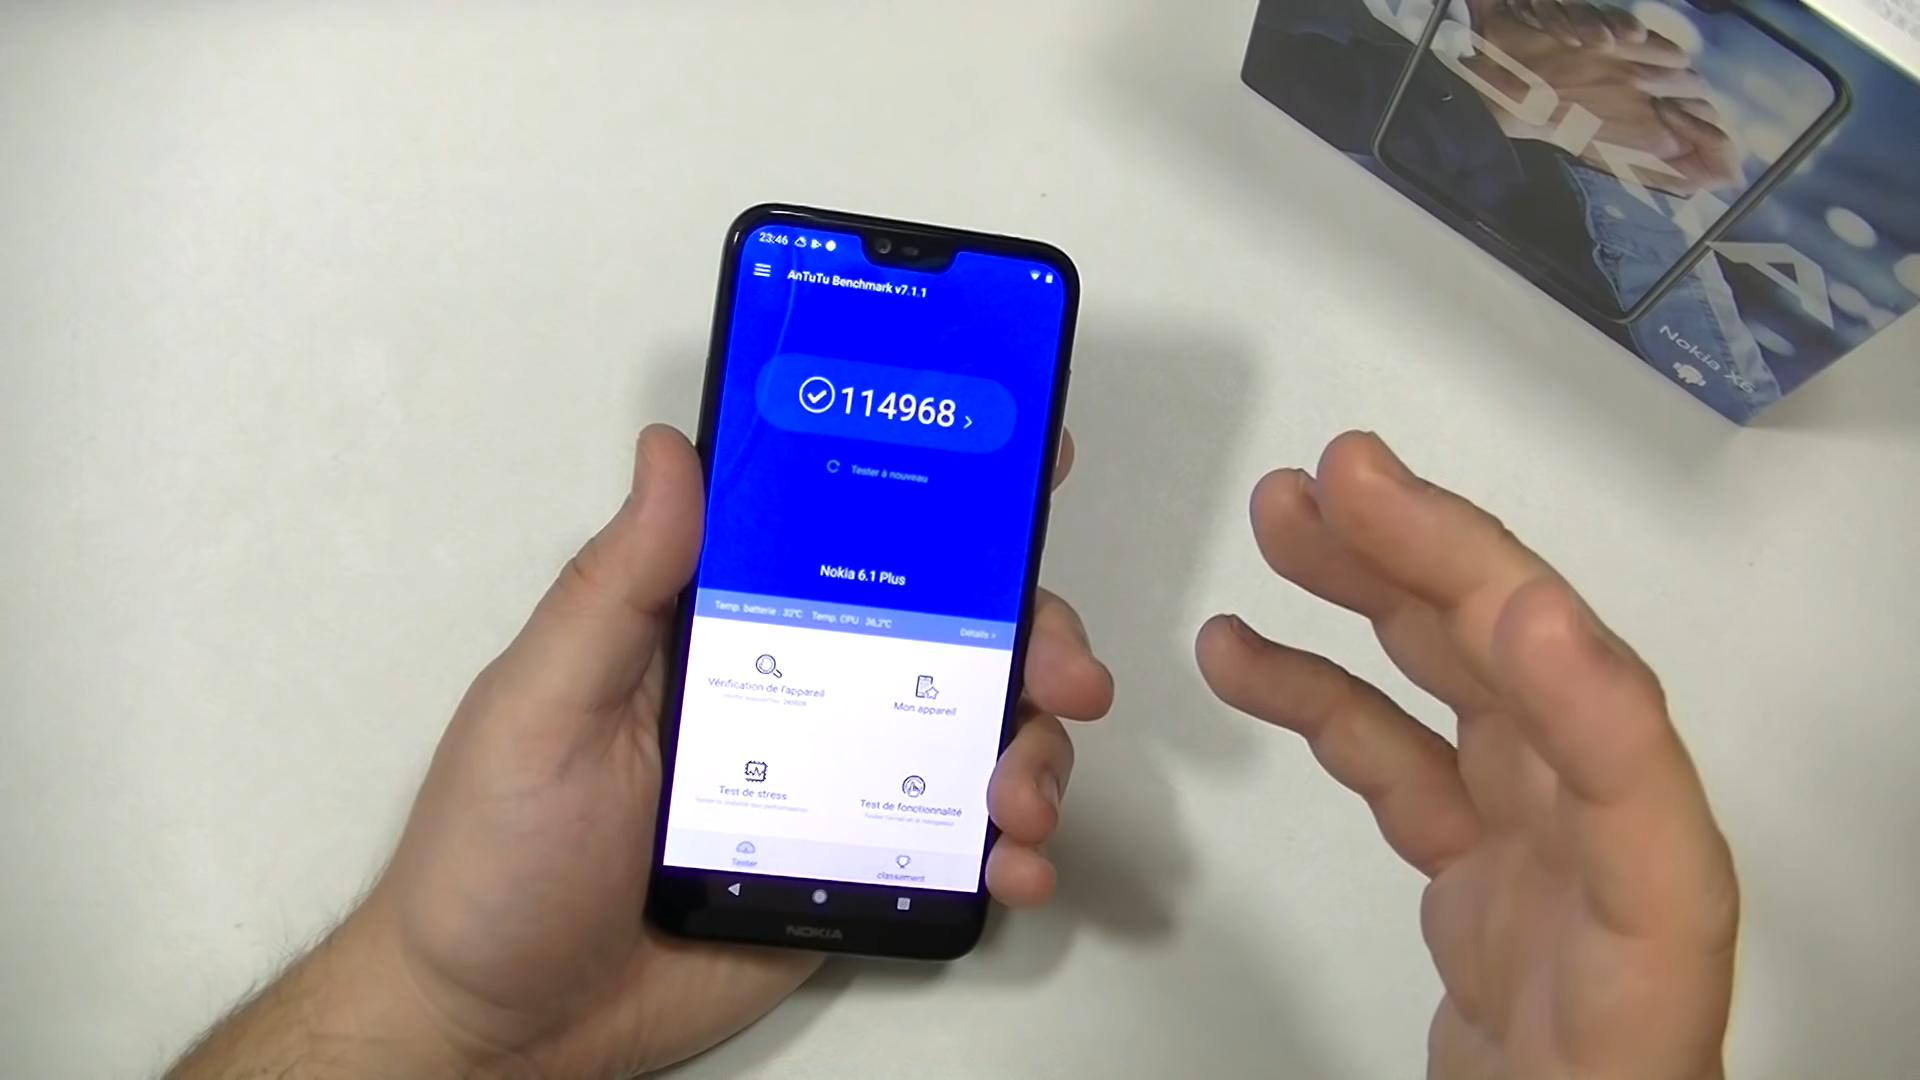 23:46
AnTuTu Benchmark v7.1.1
114968 >
Tester à nouveau
Nokia 6.1 Plus
Temp. batterie : 32℃ Temp. CPU : 36,2℃ Détails >
Vérification de l'appareil
Mon appareil
Test de stress
Test de fonctionnalité
Tester
classement
NOKIA
NOKIA
Nokia X6